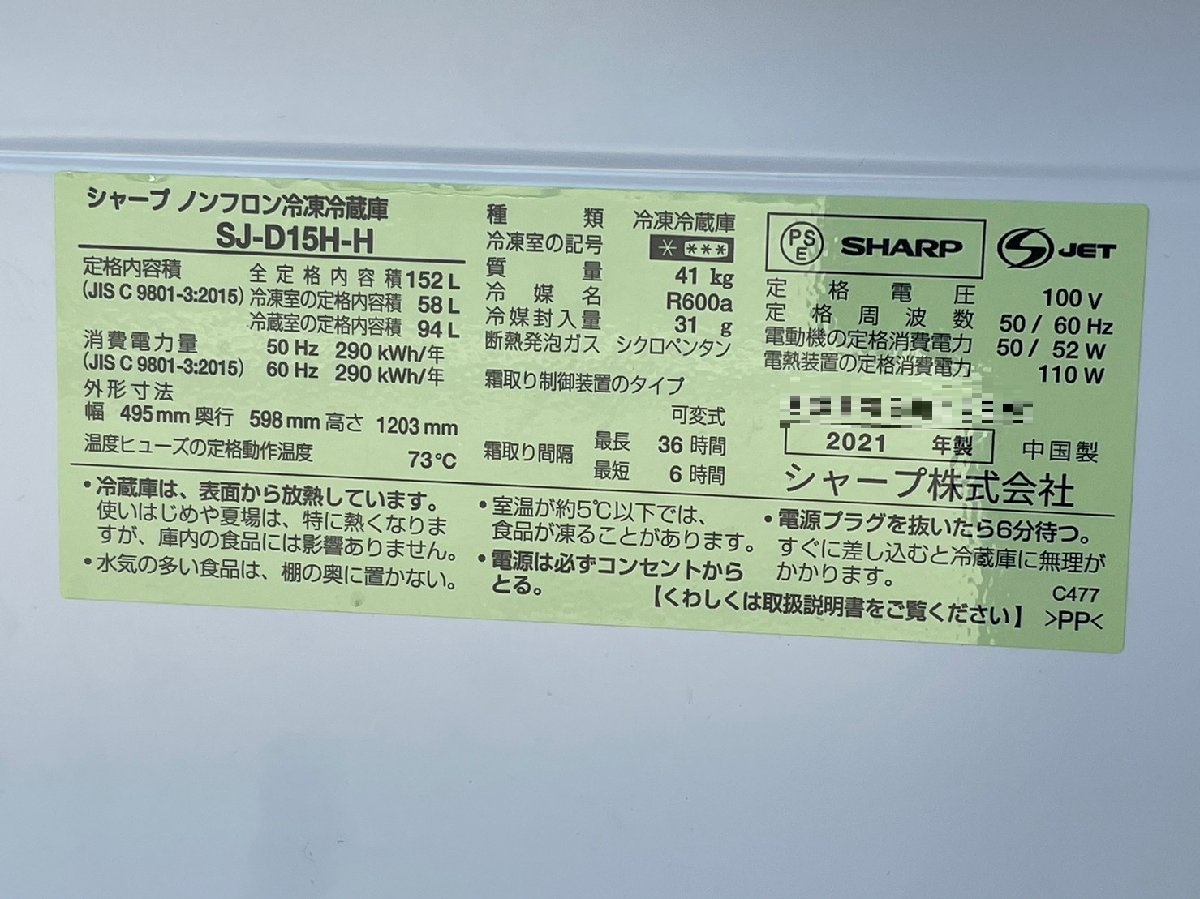 シャープ ノンフロン冷凍冷蔵庫
SJ-D15H-H
定格内容積 全定格内容積 152 L
(JIS C 9801-3:2015) 冷凍室の定格内容積 58 L
冷蔵室の定格内容積 94 L
消費電力量 50 Hz 290 kWh/年
(JIS C 9801-3:2015) 60 Hz 290 kWh/年
外形寸法
幅 495mm 奥行 598mm 高さ 1203mm
温度ヒューズの定格動作温度 73℃
種類 冷凍冷蔵庫
冷凍室の記号 * ***
質量 41 kg
冷媒名 R600a
冷媒封入量 31 g
断熱発泡ガス シクロペンタン
霜取り制御装置のタイプ
可変式
霜取り間隔 最長 36 時間
最短 6 時間
PS
E
SHARP
S JET
定格電圧 100 V
定格周波数 50 / 60 Hz
電動機の定格消費電力 50 / 52 W
電熱装置の定格消費電力 110 W
2021 年製 中国製
シャープ株式会社
・冷蔵庫は、表面から放熱しています。
使いはじめや夏場は、特に熱くなりま
すが、庫内の食品には影響ありません。
・水気の多い食品は、棚の奥に置かない。
・室温が約5℃以下では、
食品が凍ることがあります。
・電源は必ずコンセントから
とる。
・電源プラグを抜いたら6分待つ。
すぐに差し込むと冷蔵庫に無理が
かかります。
C477
【くわしくは取扱説明書をご覧ください】 >PP<